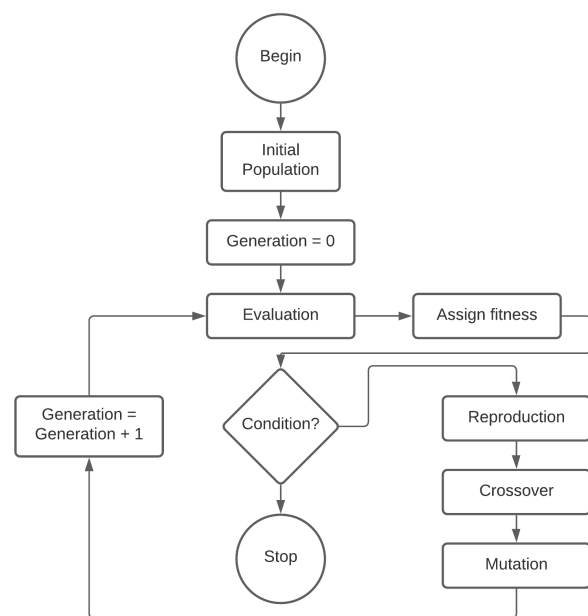 Begin
Initial
Population
Generation = 0
Evaluation
Assign fitness
Condition?
Generation =
Generation + 1
Reproduction
Crossover
Stop
Mutation